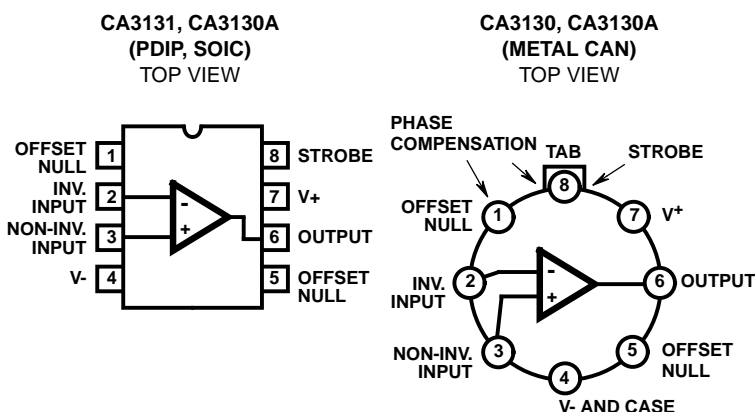 CA3131, CA3130A
(PDIP, SOIC)
TOP VIEW
OFFSET
NULL
1
INV.
INPUT
2
NON-INV.
INPUT
3
V-
4
8
STROBE
7
V+
6
OUTPUT
5
OFFSET
NULL
-
+
CA3130, CA3130A
(METAL CAN)
TOP VIEW
PHASE
COMPENSATION
TAB
STROBE
8
OFFSET
NULL
1
7
V+
INV.
INPUT
2
-
+
6
OUTPUT
NON-INV.
INPUT
3
5
OFFSET
NULL
4
V- AND CASE